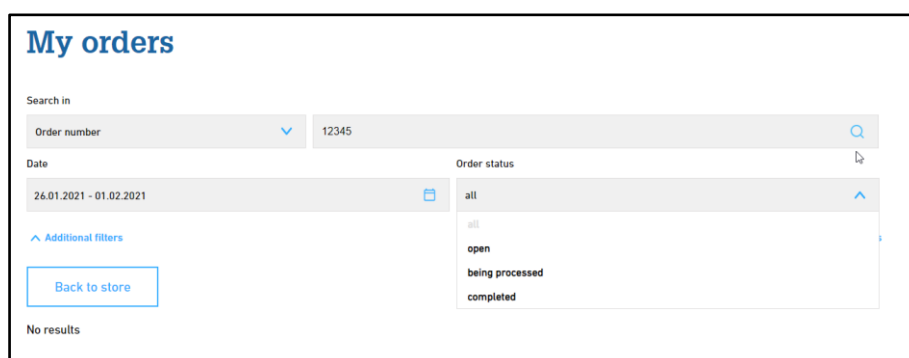 My orders
Search in
Order number
12345
Date
Order status
26.01.2021 - 01.02.2021
all
all
Additional filters
open
being processed
Back to store
completed
No results